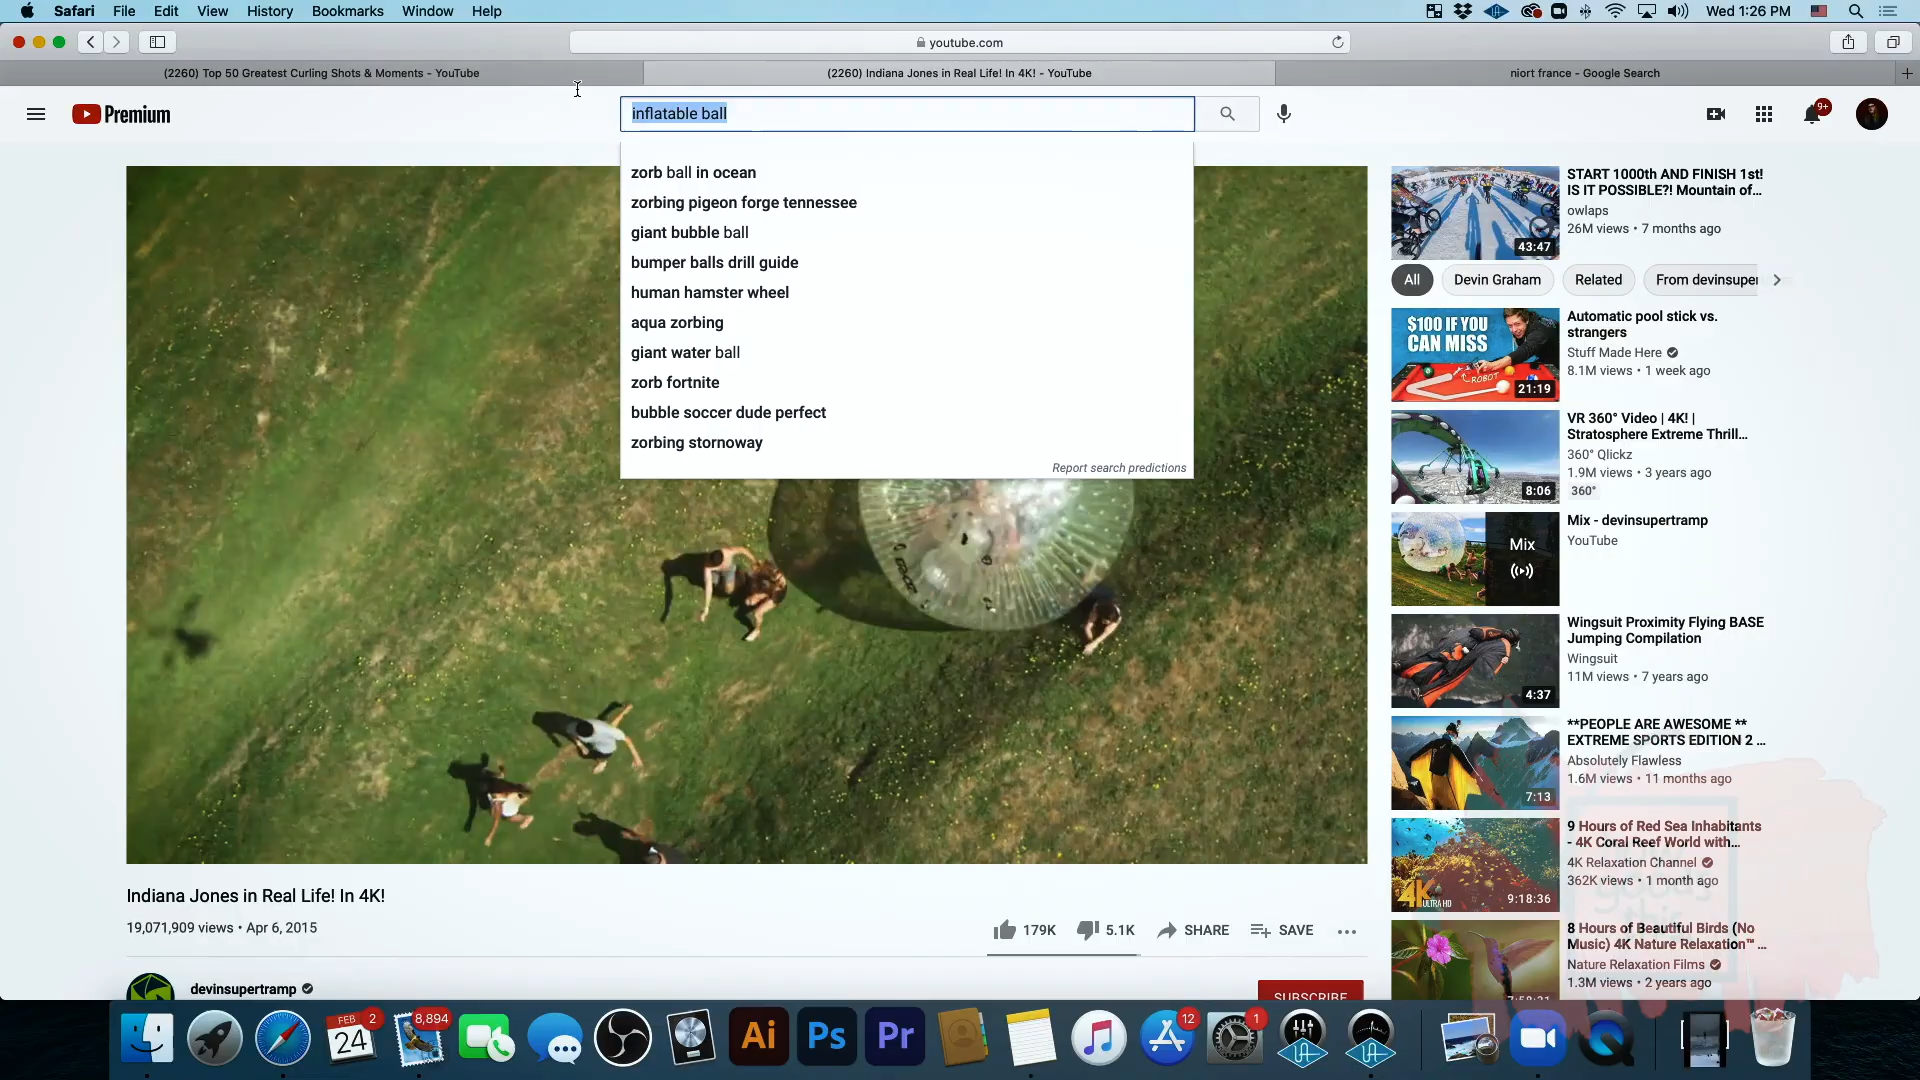 Safari File Edit View History Bookmarks Window Help
Wed 1:26 PM
youtube.com
(2260) Top 50 Greatest Curling Shots & Moments - YouTube
(2260) Indiana Jones in Real Life! In 4K! - YouTube
niort france - Google Search
Premium
inflatable ball
9+
zorb ball in ocean
zorbing pigeon forge tennessee
giant bubble ball
bumper balls drill guide
human hamster wheel
aqua zorbing
giant water ball
zorb fortnite
bubble soccer dude perfect
zorbing stornoway
Report search predictions
START 1000th AND FINISH 1st!
IS IT POSSIBLE?! Mountain of...
owlaps
26M views • 7 months ago
43:47
All
Devin Graham
Related
From devinsuper
$100 IF YOU
CAN MISS
ROBOT
21:19
Automatic pool stick vs.
strangers
Stuff Made Here
8.1M views • 1 week ago
VR 360° Video | 4K! |
Stratosphere Extreme Thrill...
360° Qlickz
1.9M views • 3 years ago
360°
8:06
Mix
Mix - devinsupertramp
YouTube
Wingsuit Proximity Flying BASE
Jumping Compilation
Wingsuit
11M views • 7 years ago
4:37
**PEOPLE ARE AWESOME **
EXTREME SPORTS EDITION 2 ...
Absolutely Flawless
1.6M views • 11 months ago
7:13
9 Hours of Red Sea Inhabitants
- 4K Coral Reef World with...
4K Relaxation Channel
362K views • 1 month ago
4K ULTRA HD
9:18:36
8 Hours of Beautiful Birds (No
Music) 4K Nature Relaxation™ ...
Nature Relaxation Films
1.3M views • 2 years ago
7:58:31
Indiana Jones in Real Life! In 4K!
19,071,909 views • Apr 6, 2015
179K
5.1K
SHARE
SAVE
devinsupertramp
SUBSCRIBE
FEB
24
2
8,894
Ai
Ps
Pr
12
1